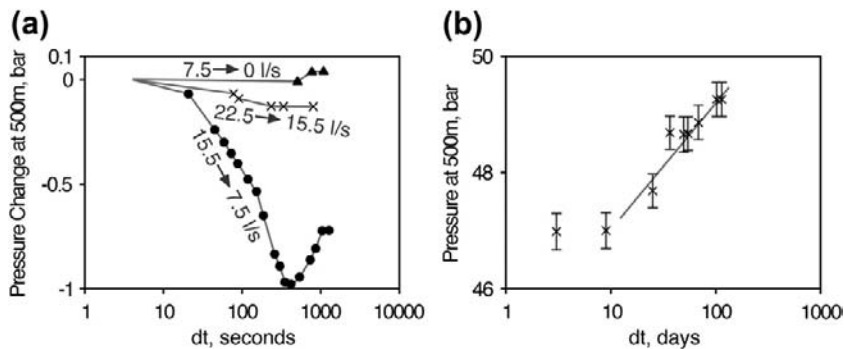 (a)
Pressure Change at 500m, bar
0.1
0
-0.5
-1
7.5→0 l/s
22.5→15.5 l/s
15.5→7.5 l/s
1 10 100 1000 10000
dt, seconds
(b)
Pressure at 500m, bar
50
48
46
1 10 100 1000
dt, days